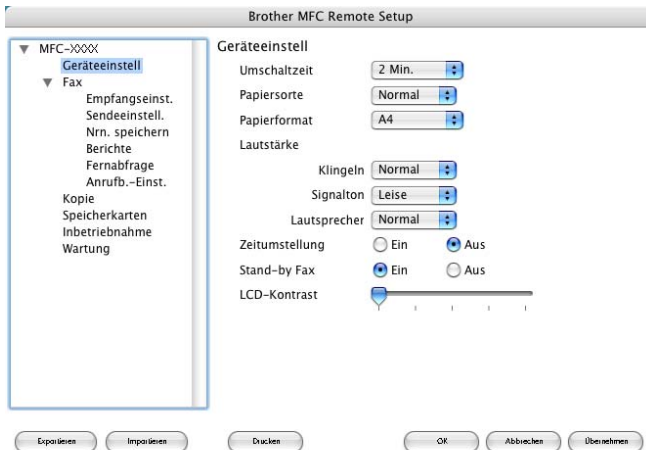 Brother MFC Remote Setup
MFC-XXXX
Geräteeinstell
Fax
Empfangseinst.
Sendeeinstell.
Nrn. speichern
Berichte
Fernabfrage
Anrufb.-Einst.
Kopie
Speicherkarten
Inbetriebnahme
Wartung
Geräteeinstell
Umschaltzeit 2 Min.
Papiersorte Normal
Papierformat A4
Lautstärke
Klingeln Normal
Signalton Leise
Lautsprecher Normal
Zeitumstellung Ein Aus
Stand-by Fax Ein Aus
LCD-Kontrast
Exportieren Importieren Drucken OK Abbrechen Übernehmen